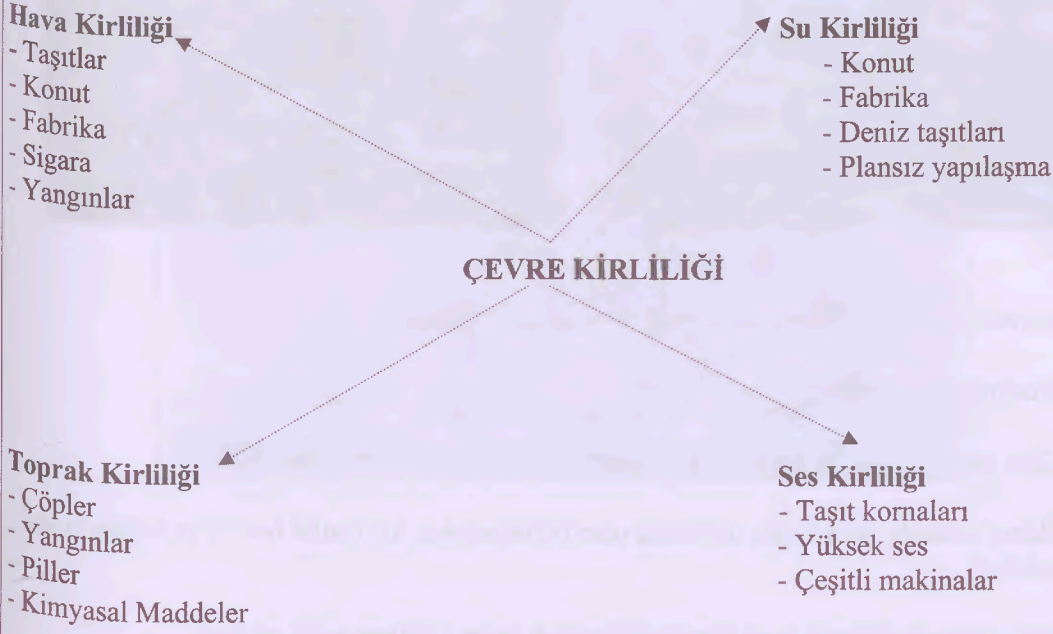 Hava Kirliliği
- Taşıtlar
- Konut
- Fabrika
- Sigara
- Yangınlar
Su Kirliliği
- Konut
- Fabrika
- Deniz taşıtları
- Plansız yapılaşma
ÇEVRE KİRLİLİĞİ
Toprak Kirliliği
- Çöpler
- Yangınlar
- Piller
- Kimyasal Maddeler
Ses Kirliliği
- Taşıt kornaları
- Yüksek ses
- Çeşitli makinalar